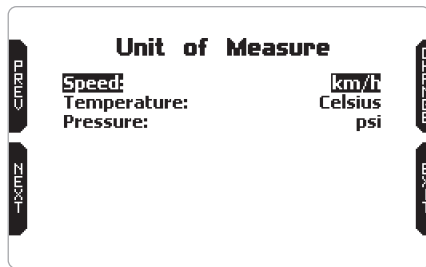 Unit of Measure
PREV
CHANGE
Speed: km/h
Temperature: Celsius
Pressure: psi
NEXT
EXIT